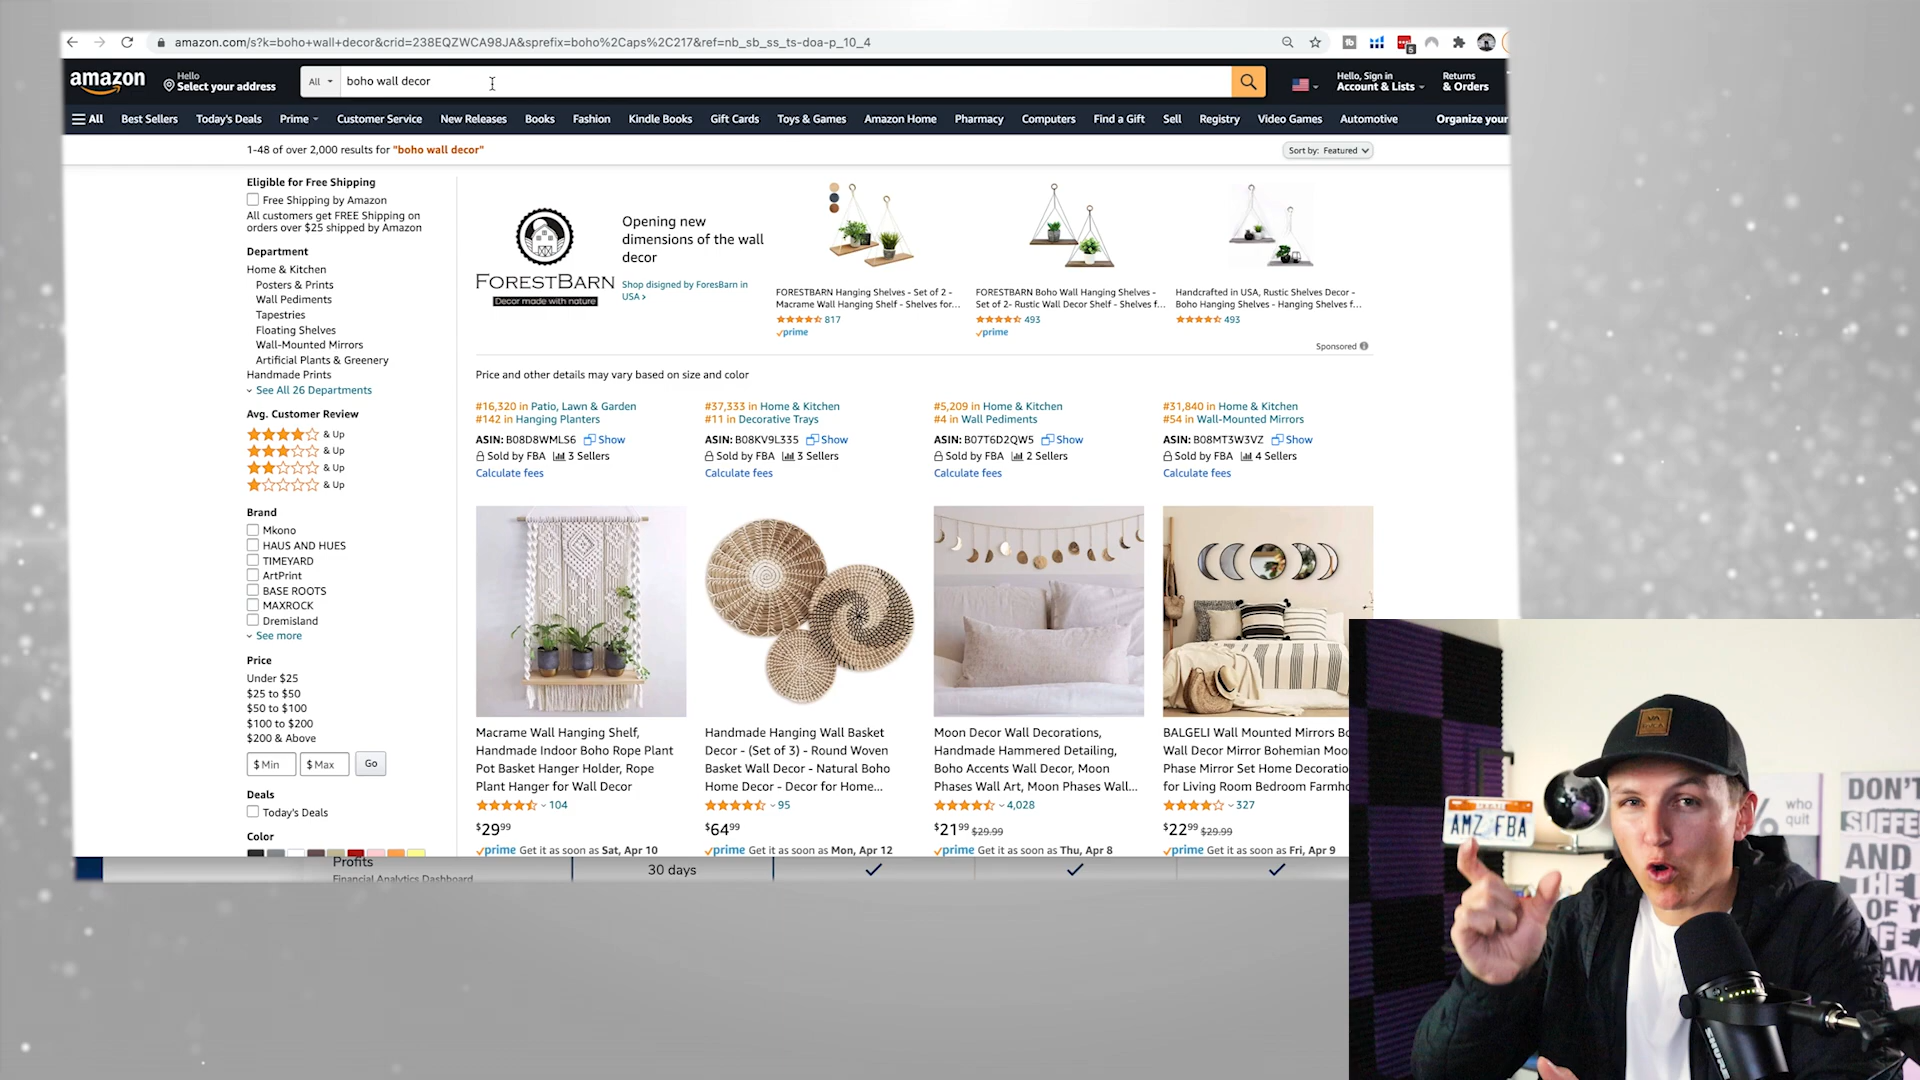 amazon.com/s?k=boho+wall+decor&crid=238EQZWCA98JA&sprefix=boho%2Caps%2C217&ref=nb_sb_ss_ts-doa-p_10_4
5
amazon
Hello
Select your address
All
boho wall decor
Hello, Sign in
Account & Lists
Returns
& Orders
All Best Sellers Today's Deals Prime Customer Service New Releases Books Fashion Kindle Books Gift Cards Toys & Games Amazon Home Pharmacy Computers Find a Gift Sell Registry Video Games Automotive Organize your
1-48 of over 2,000 results for "boho wall decor"
Sort by: Featured
Eligible for Free Shipping
Free Shipping by Amazon
All customers get FREE Shipping on
orders over $25 shipped by Amazon
Department
Home & Kitchen
Posters & Prints
Wall Pediments
Tapestries
Floating Shelves
Wall-Mounted Mirrors
Artificial Plants & Greenery
Handmade Prints
See All 26 Departments
Avg. Customer Review
& Up
& Up
& Up
& Up
Brand
Mkono
HAUS AND HUES
TIMEYARD
ArtPrint
BASE ROOTS
MAXROCK
Dremisland
See more
Price
Under $25
$25 to $50
$50 to $100
$100 to $200
$200 & Above
$ Min $ Max Go
Deals
Today's Deals
Color
FORESTBARN
Decor made with nature
Opening new
dimensions of the wall
decor
Shop disigned by ForesBarn in
USA ›
FORESTBARN Hanging Shelves - Set of 2 -
Macrame Wall Hanging Shelf - Shelves for...
817
prime
FORESTBARN Boho Wall Hanging Shelves -
Set of 2- Rustic Wall Decor Shelf - Shelves f...
493
prime
Handcrafted in USA, Rustic Shelves Decor -
Boho Hanging Shelves - Hanging Shelves f...
493
Sponsored
Price and other details may vary based on size and color
#16,320 in Patio, Lawn & Garden
#142 in Hanging Planters
ASIN: B08D8WMLS6 Show
Sold by FBA 3 Sellers
Calculate fees
#37,333 in Home & Kitchen
#11 in Decorative Trays
ASIN: B08KV9L335 Show
Sold by FBA 3 Sellers
Calculate fees
#5,209 in Home & Kitchen
#4 in Wall Pediments
ASIN: B07T6D2QW5 Show
Sold by FBA 2 Sellers
Calculate fees
#31,840 in Home & Kitchen
#54 in Wall-Mounted Mirrors
ASIN: B08MT3W3VZ Show
Sold by FBA 4 Sellers
Calculate fees
Macrame Wall Hanging Shelf,
Handmade Indoor Boho Rope Plant
Pot Basket Hanger Holder, Rope
Plant Hanger for Wall Decor
104
$29 99
prime Get it as soon as Sat, Apr 10
Handmade Hanging Wall Basket
Decor - (Set of 3) - Round Woven
Basket Wall Decor - Natural Boho
Home Decor - Decor for Home...
95
$64 99
prime Get it as soon as Mon, Apr 12
Moon Decor Wall Decorations,
Handmade Hammered Detailing,
Boho Accents Wall Decor, Moon
Phases Wall Art, Moon Phases Wall...
4,028
$21 99 $29.99
prime Get it as soon as Thu, Apr 8
BALGELI Wall Mounted Mirrors Bo
Wall Decor Mirror Bohemian Moo
Phase Mirror Set Home Decoratio
for Living Room Bedroom Farmho
327
$22 99 $29.99
prime Get it as soon as Fri, Apr 9
Profits
Financial Analytics Dashboard
30 days
AMZ FBA
% who
quit
DON'T
SUFFE
AND
THE
OF Y
IFE
AM
SHURE